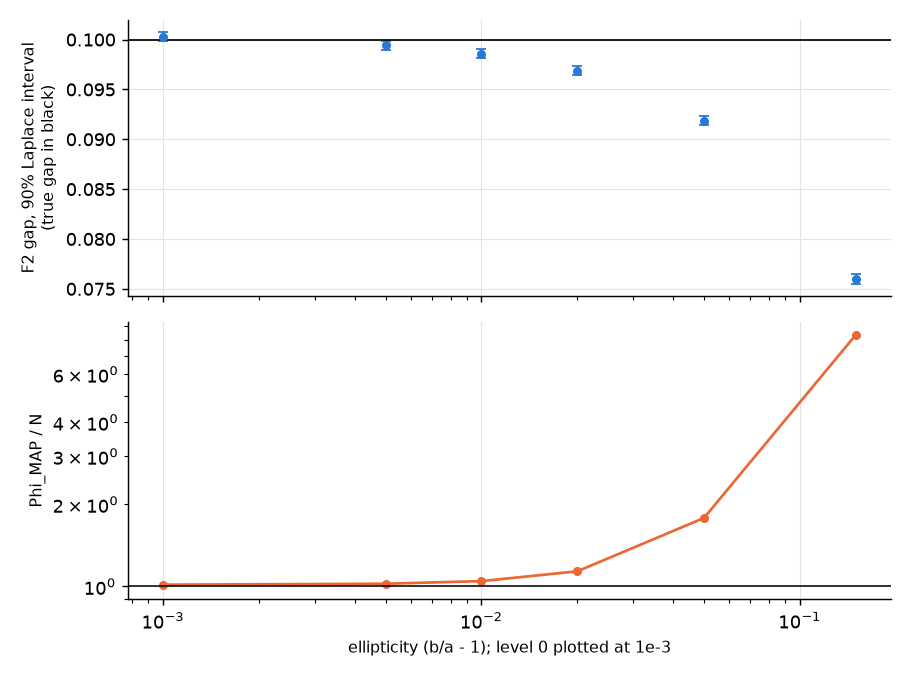 F2 gap, 90% Laplace interval
(true gap in black)
0.100
0.095
0.090
0.085
0.080
0.075
Phi_MAP / N
6 × 10⁰
4 × 10⁰
3 × 10⁰
2 × 10⁰
10⁰
10⁻³ 10⁻² 10⁻¹
ellipticity (b/a - 1); level 0 plotted at 1e-3